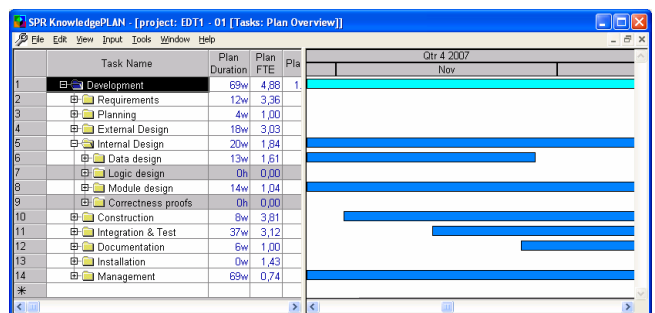 SPR KnowledgePLAN - [project: EDT1 - 01 [Tasks: Plan Overview]]
File Edit View Input Tools Window Help
Task Name Plan Duration Plan FTE Pla Qtr 4 2007
Nov
1 Development 69w 4,88 1.
2 Requirements 12w 3,36
3 Planning 4w 1,00
4 External Design 18w 3,03
5 Internal Design 20w 1,84
6 Data design 13w 1,61
7 Logic design 0h 0,00
8 Module design 14w 1,04
9 Correctness proofs 0h 0,00
10 Construction 8w 3,81
11 Integration & Test 37w 3,12
12 Documentation 6w 1,00
13 Installation 0w 1,43
14 Management 69w 0,74
*